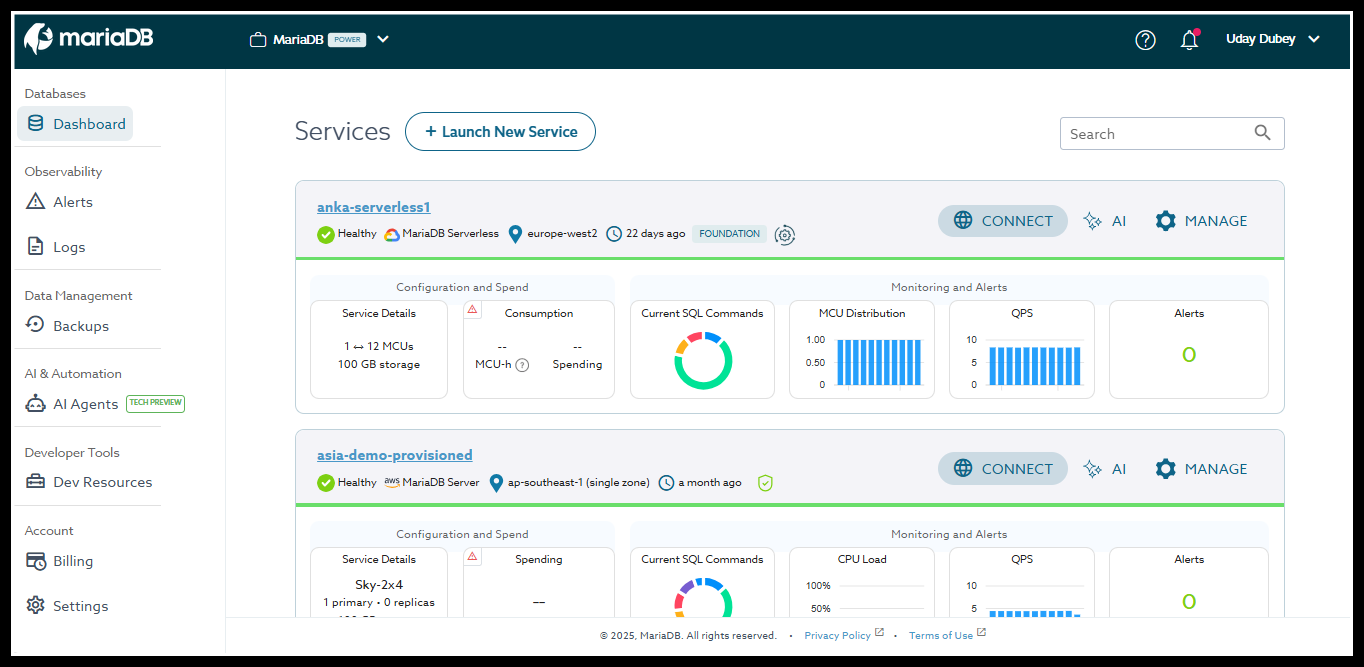 mariaDB
MariaDB POWER
Uday Dubey
Databases
Dashboard
Observability
Alerts
Logs
Data Management
Backups
AI & Automation
AI Agents TECH PREVIEW
Developer Tools
Dev Resources
Account
Billing
Settings
Services
+ Launch New Service
Search
anka-serverless1
Healthy MariaDB Serverless europe-west2 22 days ago FOUNDATION
CONNECT AI MANAGE
Configuration and Spend
Service Details
1 ↔ 12 MCUs
100 GB storage
Consumption
-- --
MCU-h ? Spending
Monitoring and Alerts
Current SQL Commands
MCU Distribution
1.00
0.50
0
QPS
10
5
0
Alerts
0
asia-demo-provisioned
Healthy aws MariaDB Server ap-southeast-1 (single zone) a month ago
CONNECT AI MANAGE
Configuration and Spend
Service Details
Sky-2x4
1 primary • 0 replicas
Spending
--
Monitoring and Alerts
Current SQL Commands
CPU Load
100%
50%
QPS
10
5
Alerts
0
© 2025, MariaDB. All rights reserved. • Privacy Policy • Terms of Use